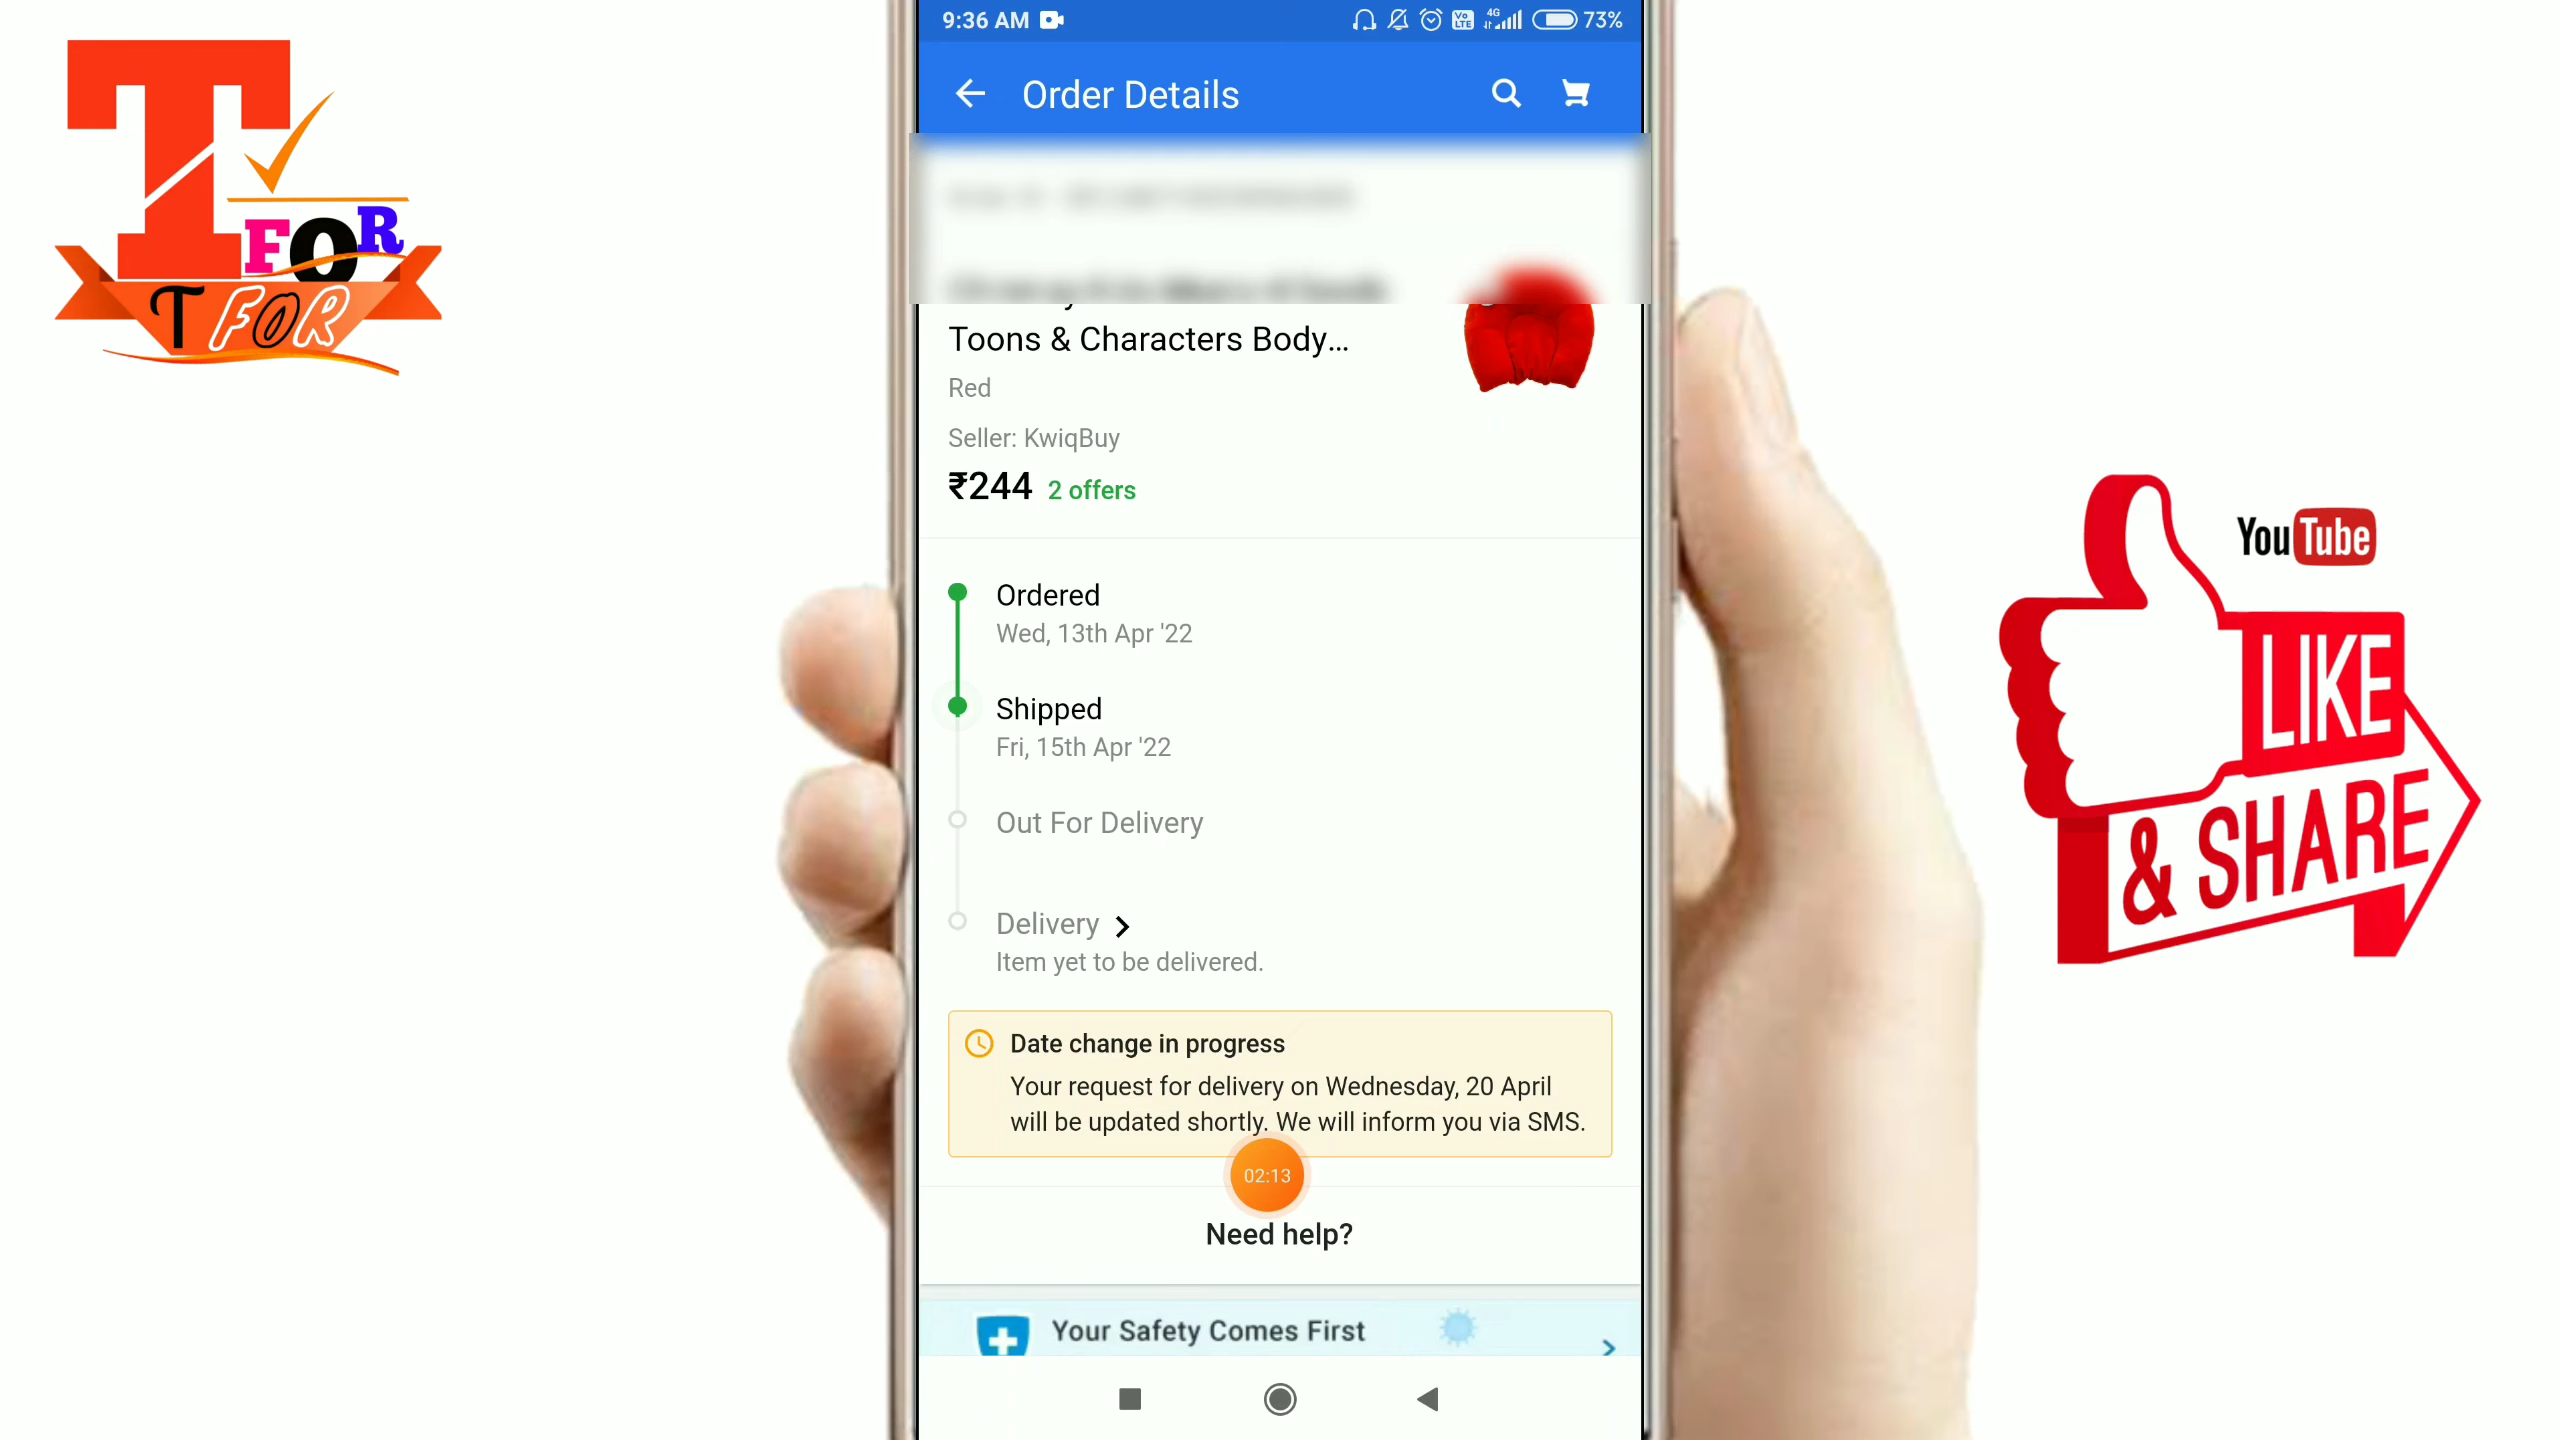 9:36 AM
VO LTE
4G
73%
Order Details
Toons & Characters Body...
Red
Seller: KwiqBuy
₹244 2 offers
Ordered
Wed, 13th Apr '22
Shipped
Fri, 15th Apr '22
Out For Delivery
Delivery
Item yet to be delivered.
Date change in progress
Your request for delivery on Wednesday, 20 April
will be updated shortly. We will inform you via SMS.
02:13
Need help?
Your Safety Comes First
T
FOR
T FOR
YouTube
LIKE
& SHARE